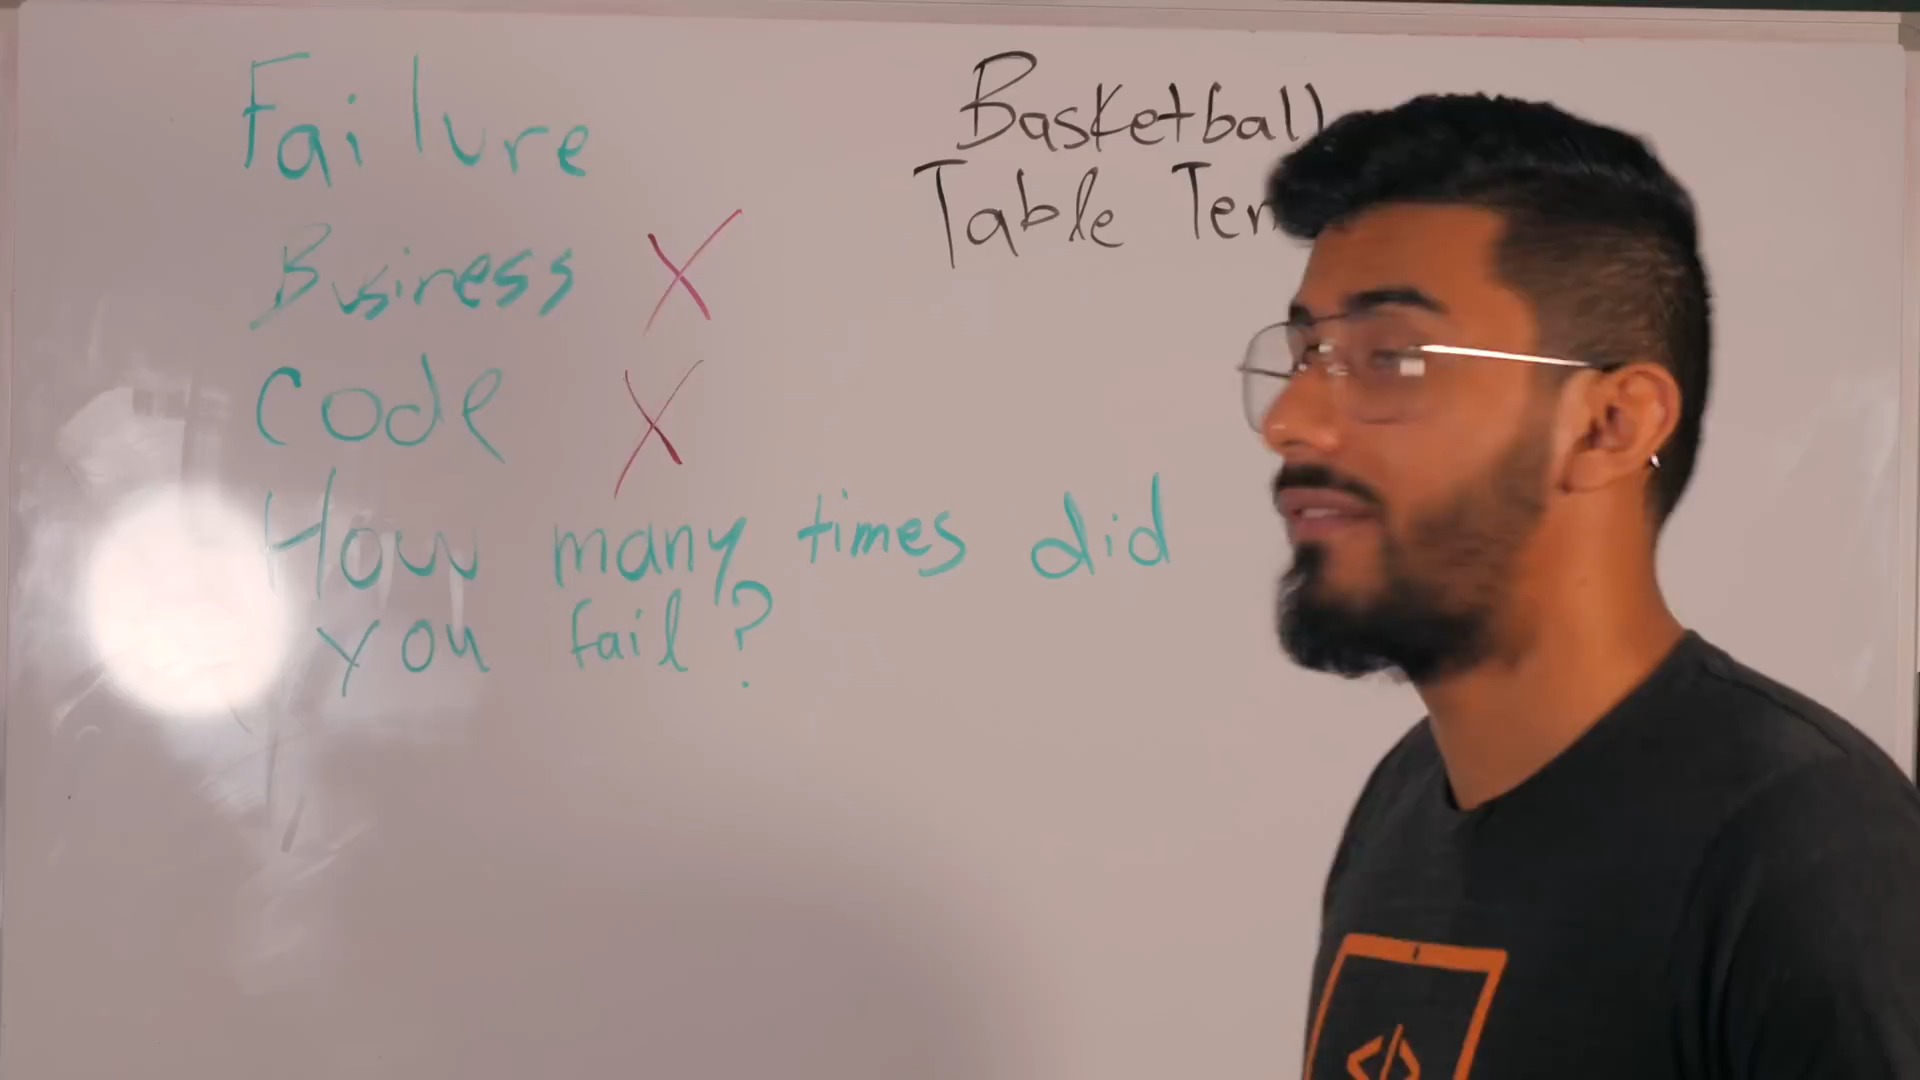 Failure
Business X
Code X
How many times did
you fail?
Basketball
Table
</>